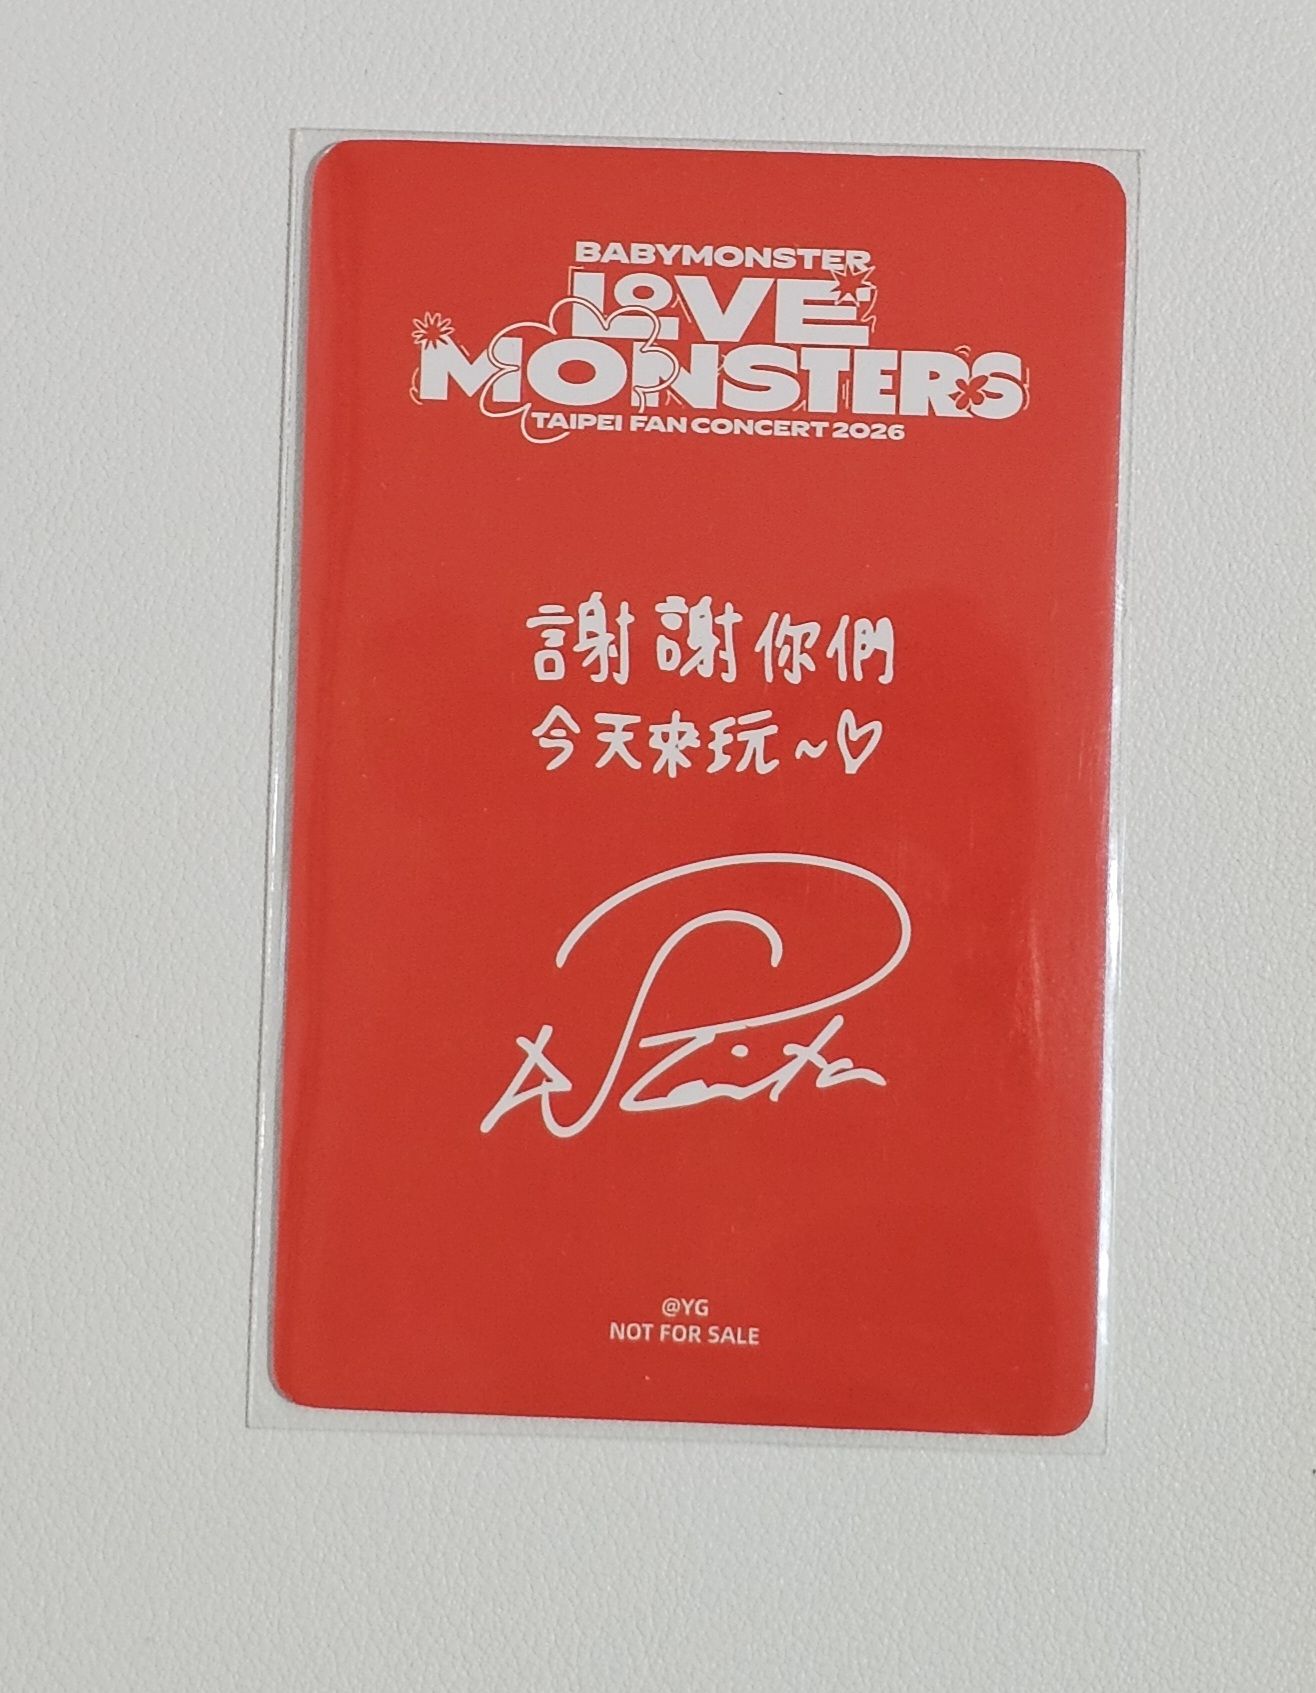 BABYMONSTER
LOVE
MONSTERS
TAIPEI FAN CONCERT 2026
謝謝你們
今天來玩~♡
@YG
NOT FOR SALE